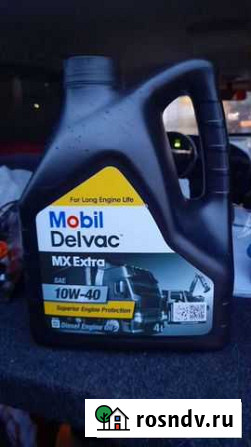 For Long Engine Life
Mobil
Delvac™
MX Extra
SAE
10W-40
Superior Engine Protection
Diesel Engine Oil
4L
rosndv.ru